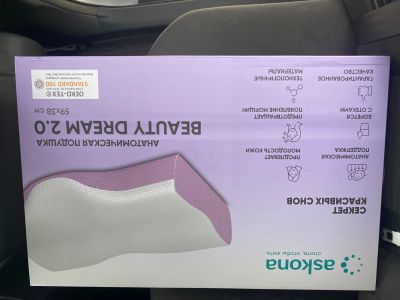 askona
спите, чтобы жить
СЕКРЕТ
КРАСИВЫХ СНОВ
АНАТОМИЧЕСКАЯ
ПОДДЕРЖКА
ПРОДЛЕВАЕТ
МОЛОДОСТЬ КОЖИ
БОРЕТСЯ
С ОТЕКАМИ
ПРЕДОТВРАЩАЕТ
ПОЯВЛЕНИЕ МОРЩИН
ГАРАНТИРОВАННОЕ
КАЧЕСТВО
ТЕХНОЛОГИЧНЫЕ
МАТЕРИАЛЫ
АНАТОМИЧЕСКАЯ ПОДУШКА
BEAUTY DREAM 2.0
59x38 СМ
OEKO-TEX®
STANDARD 100